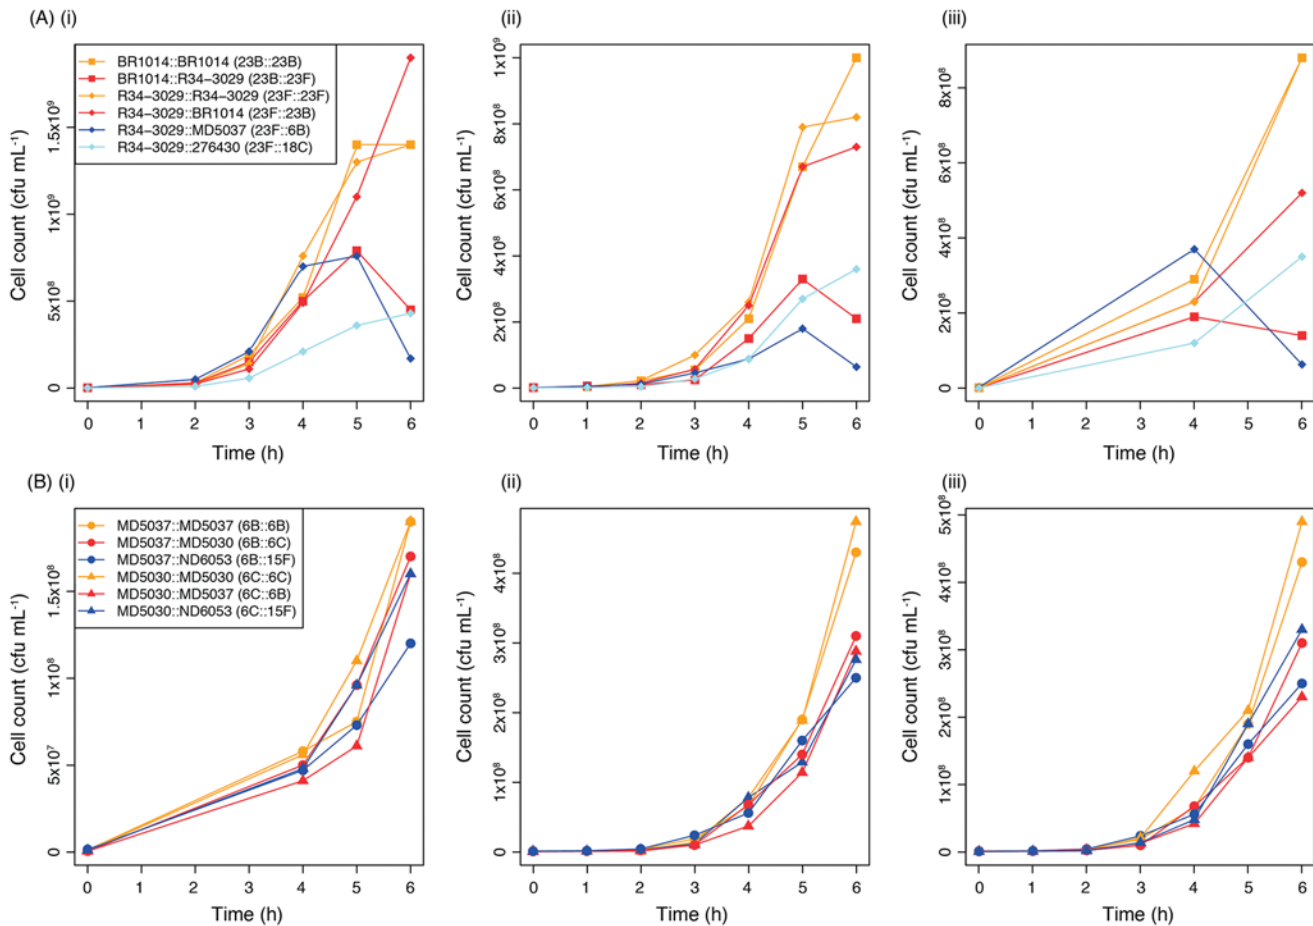 (A) (i)
BR1014::BR1014 (23B::23B)
BR1014::R34-3029 (23B::23F)
R34-3029::R34-3029 (23F::23F)
R34-3029::BR1014 (23F::23B)
R34-3029::MD5037 (23F::6B)
R34-3029::276430 (23F::18C)
Cell count (cfu mL⁻¹)
0
5x10⁸
1x10⁹
1.5x10⁹
0 1 2 3 4 5 6
Time (h)
(ii)
Cell count (cfu mL⁻¹)
0
2x10⁸
4x10⁸
6x10⁸
8x10⁸
1x10⁹
0 1 2 3 4 5 6
Time (h)
(iii)
Cell count (cfu mL⁻¹)
0
2x10⁸
4x10⁸
6x10⁸
8x10⁸
0 1 2 3 4 5 6
Time (h)
(B) (i)
MD5037::MD5037 (6B::6B)
MD5037::MD5030 (6B::6C)
MD5037::ND6053 (6B::15F)
MD5030::MD5030 (6C::6C)
MD5030::MD5037 (6C::6B)
MD5030::ND6053 (6C::15F)
Cell count (cfu mL⁻¹)
0
5x10⁷
1x10⁸
1.5x10⁸
0 1 2 3 4 5 6
Time (h)
(ii)
Cell count (cfu mL⁻¹)
0
1x10⁸
2x10⁸
3x10⁸
4x10⁸
0 1 2 3 4 5 6
Time (h)
(iii)
Cell count (cfu mL⁻¹)
0
1x10⁸
2x10⁸
3x10⁸
4x10⁸
5x10⁸
0 1 2 3 4 5 6
Time (h)